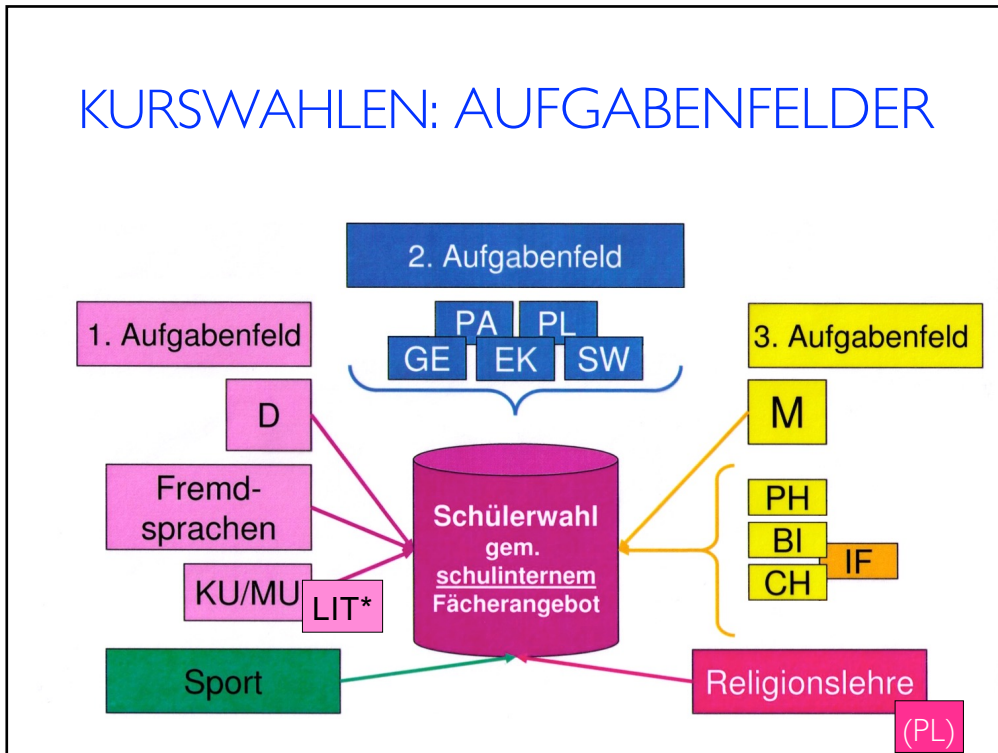 KURSWAHLEN: AUFGABENFELDER
2. Aufgabenfeld
PA PL
GE EK SW
1. Aufgabenfeld
D
Fremd-
sprachen
KU/MU
LIT*
3. Aufgabenfeld
M
PH
BI
CH
IF
Schülerwahl
gem.
schulinternem
Fächerangebot
Sport
Religionslehre
(PL)